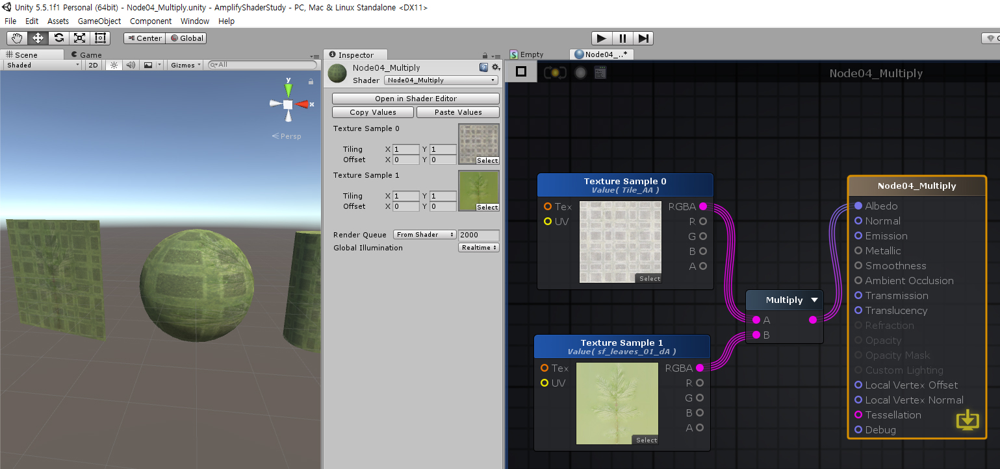 Unity 5.5.1f1 Personal (64bit) - Node04_Multiply.unity - AmplifyShaderStudy - PC, Mac & Linux Standalone <DX11>
File Edit Assets GameObject Component Window Help
Center Global
Scene Game
Shaded 2D Gizmos All
y
x
Persp
Inspector
Node04_Multiply
Shader Node04_Multiply
Open in Shader Editor
Copy Values Paste Values
Texture Sample 0
Tiling X 1 Y 1
Offset X 0 Y 0
Select
Texture Sample 1
Tiling X 1 Y 1
Offset X 0 Y 0
Select
Render Queue From Shader 2000
Global Illumination Realtime
Empty Node04_..*
Node04_Multiply
Texture Sample 0
Value( Tile_AA )
Tex RGBA
UV R
G
B
A
Select
Texture Sample 1
Value( sf_leaves_01_dA )
Tex RGBA
UV R
G
B
A
Select
Multiply
A
B
Node04_Multiply
Albedo
Normal
Emission
Metallic
Smoothness
Ambient Occlusion
Transmission
Translucency
Refraction
Opacity
Opacity Mask
Custom Lighting
Local Vertex Offset
Local Vertex Normal
Tessellation
Debug